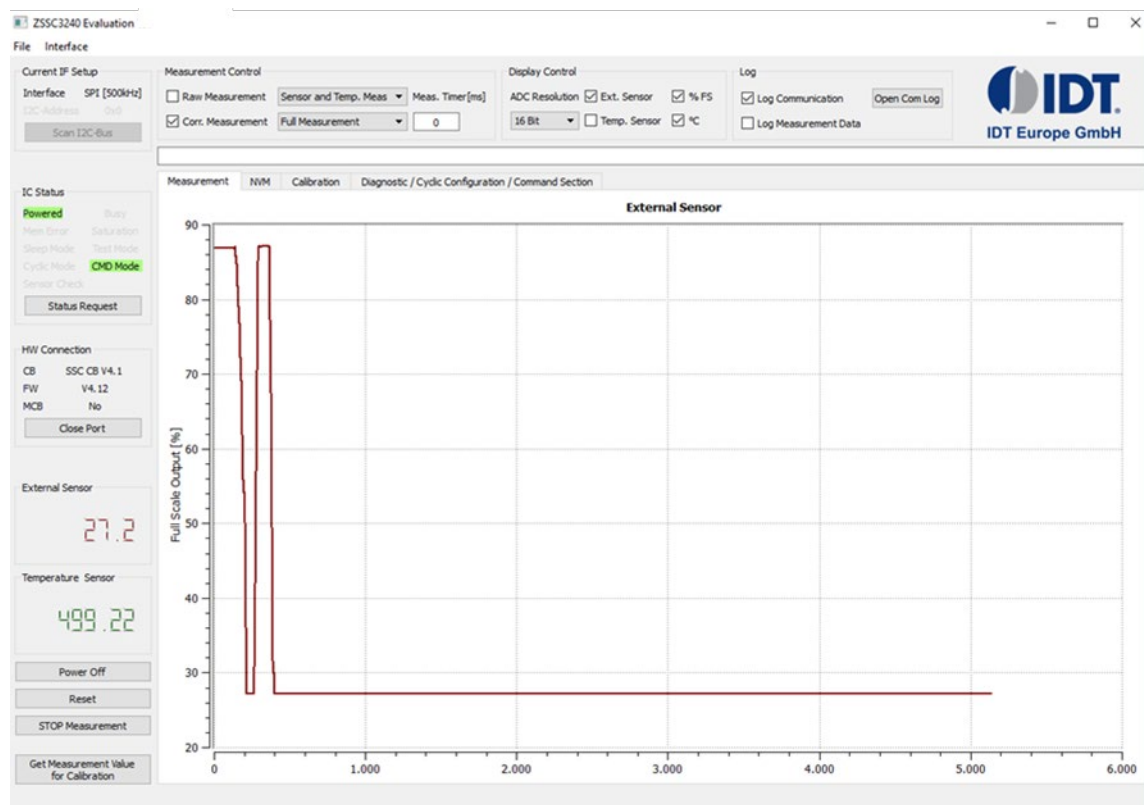 ZSSC3240 Evaluation
File Interface
Current IF Setup
Interface SPI [500kHz]
I2C-Address 0x0
Scan I2C-Bus
Measurement Control
Raw Measurement Sensor and Temp. Meas Meas. Timer[ms]
Corr. Measurement Full Measurement 0
Display Control
ADC Resolution Ext. Sensor % FS
16 Bit Temp. Sensor °C
Log
Log Communication Open Com Log
Log Measurement Data
IDT.
IDT Europe GmbH
IC Status
Powered Busy
Mem Error Saturation
Sleep Mode Test Mode
Cyclic Mode CMD Mode
Sensor Check
Status Request
HW Connection
CB SSC CB V4.1
FW V4.12
MCB No
Close Port
External Sensor
27.2
Temperature Sensor
499.22
Power Off
Reset
STOP Measurement
Get Measurement Value
for Calibration
Measurement NVM Calibration Diagnostic / Cyclic Configuration / Command Section
External Sensor
Full Scale Output [%]
90
80
70
60
50
40
30
20
0 1.000 2.000 3.000 4.000 5.000 6.000